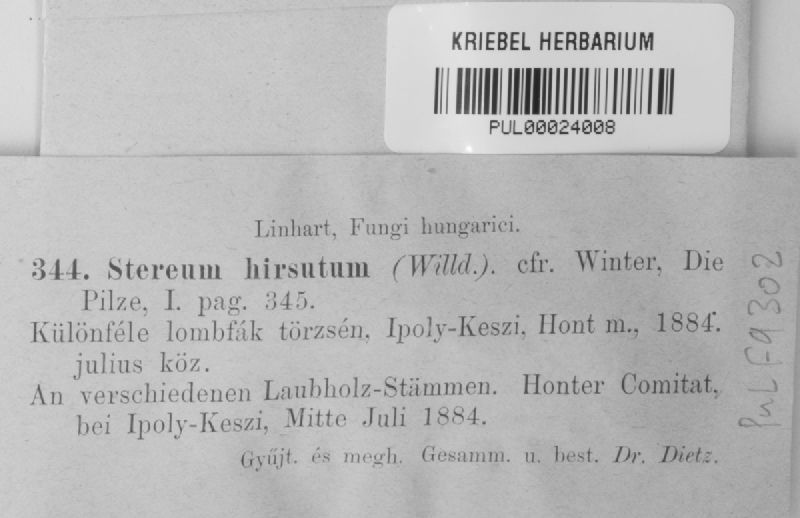 KRIEBEL HERBARIUM
PUL00024008
Linhart, Fungi hungarici.
344. Stereum hirsutum (Willd.). cfr. Winter, Die
Pilze, I. pag. 345.
Különféle lombfák törzsén, Ipoly-Keszi, Hont m., 1884.
julius köz.
An verschiedenen Laubholz-Stämmen. Honter Comitat,
bei Ipoly-Keszi, Mitte Juli 1884.
Gyűjt. és megh. Gesamm. u. best. Dr. Dietz.
PUL F9302